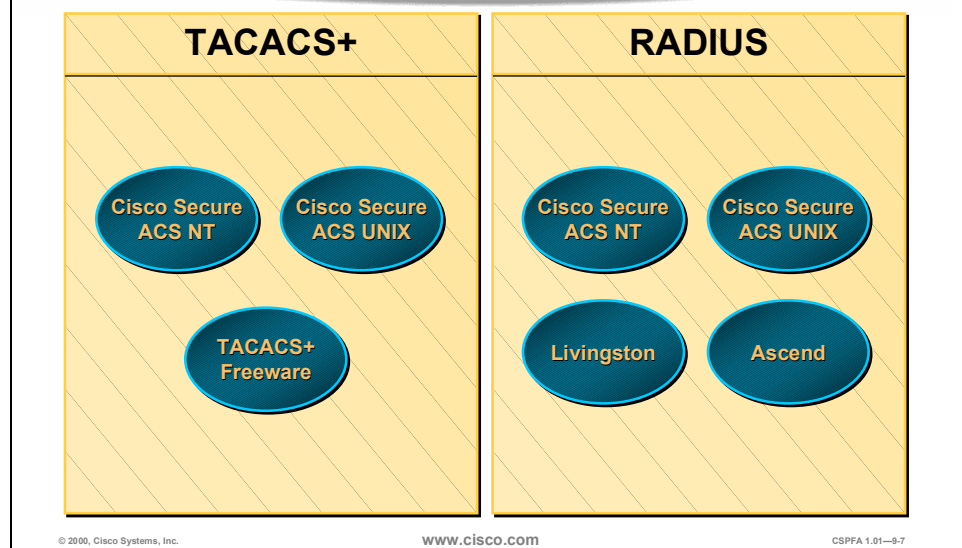 TACACS+
RADIUS
Cisco Secure
ACS NT
Cisco Secure
ACS UNIX
TACACS+
Freeware
Cisco Secure
ACS NT
Cisco Secure
ACS UNIX
Livingston
Ascend
© 2000, Cisco Systems, Inc.
www.cisco.com
CSPFA 1.01—9-7